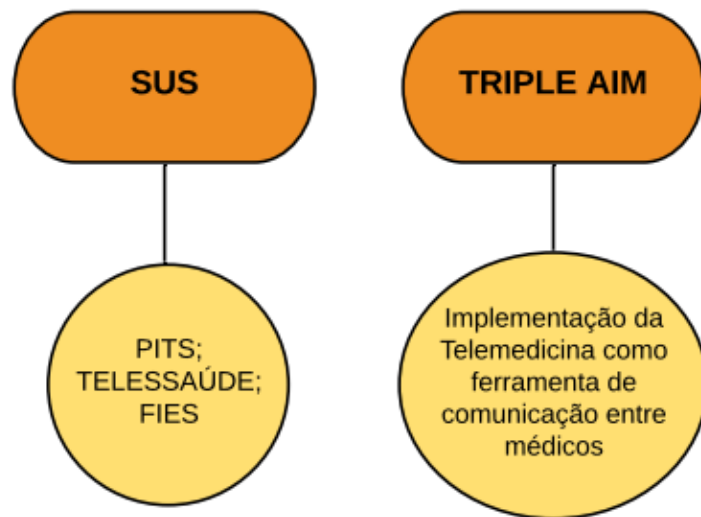 SUS
TRIPLE AIM
PITS;
TELESSAÚDE;
FIES
Implementação da
Telemedicina como
ferramenta de
comunicação entre
médicos